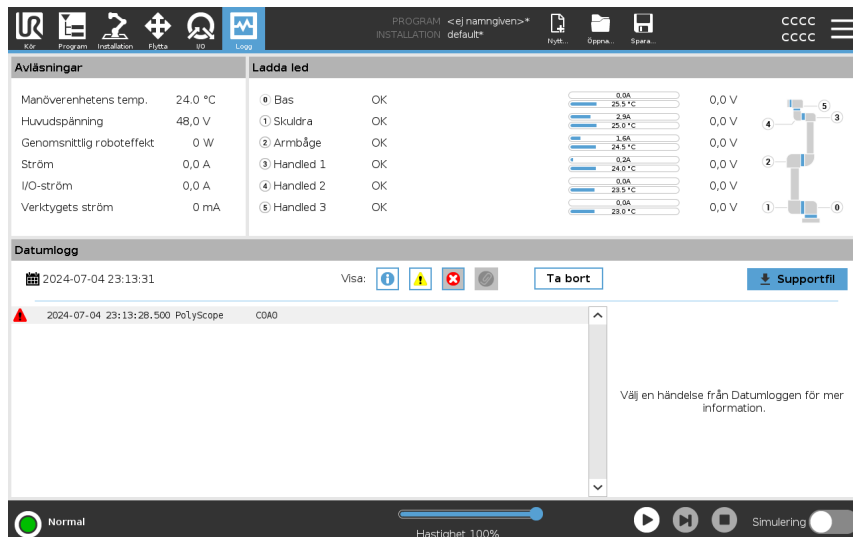 PROGRAM <ej namngiven>*
INSTALLATION default*
CCCC
CCCC
Kör Program Installation Flytta I/O Logg Nytt... Öppna... Spara...
Avläsningar
Manöverenhetens temp. 24.0 °C
Huvudspänning 48,0 V
Genomsnittlig roboteffekt 0 W
Ström 0,0 A
I/O-ström 0,0 A
Verktygets ström 0 mA
Ladda led
0 Bas OK 0,0A 25.5 °C 0,0 V
1 Skuldra OK 2,9A 25.0 °C 0,0 V
2 Armbåge OK 1,6A 24.5 °C 0,0 V
3 Handled 1 OK 0,2A 24.0 °C 0,0 V
4 Handled 2 OK 0,0A 23.5 °C 0,0 V
5 Handled 3 OK 0,0A 23.0 °C 0,0 V
5
4 3
2
1 0
Datumlogg
2024-07-04 23:13:31 Visa: Ta bort Supportfil
2024-07-04 23:13:28.500 PolyScope C0A0
Välj en händelse från Datumloggen för mer
information.
Normal
Hastighet 100%
Simulering